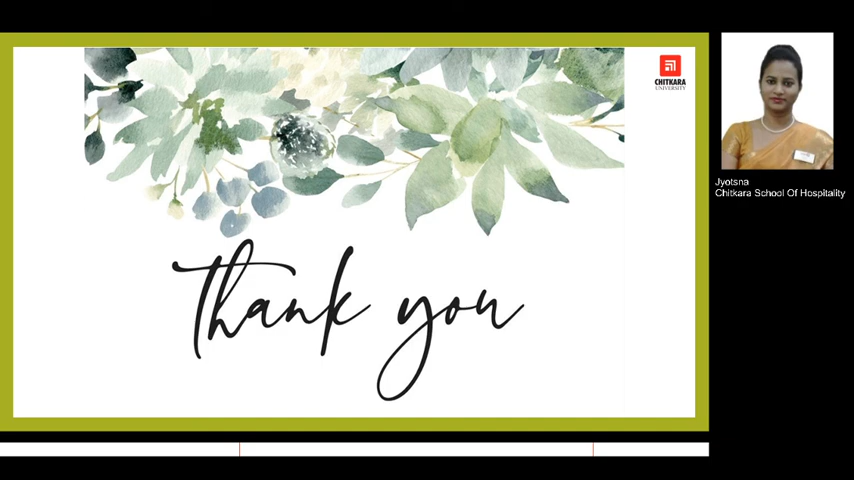 CHITKARA
UNIVERSITY
thank you
Jyotsna
Chitkara School Of Hospitality